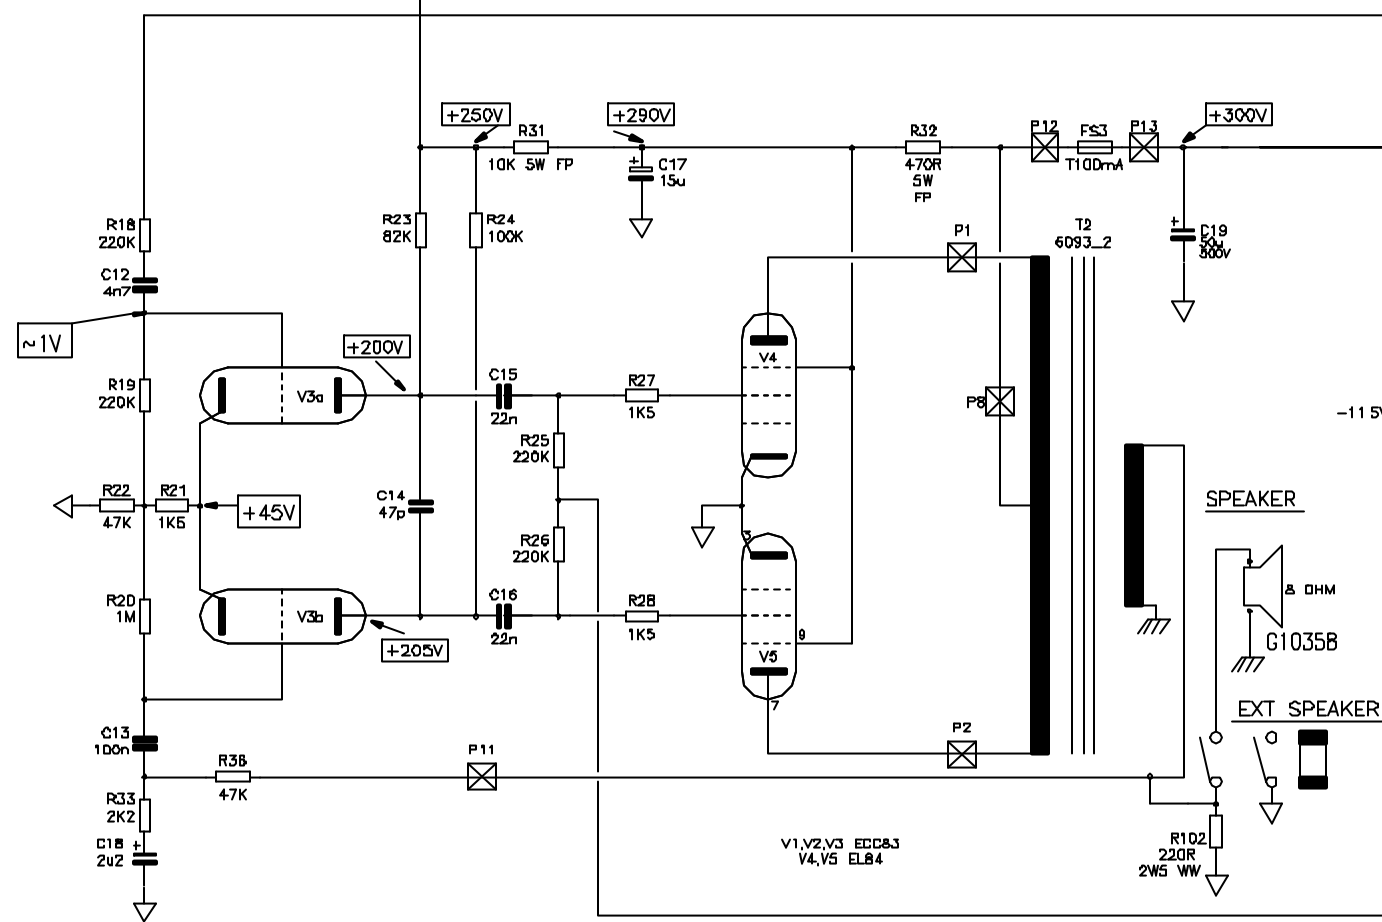 +250V
+290V
+300V
R31
10K 5W FP
C17
15u
R32
470R
5W
FP
P12
FS3
T100mA
P13
R18
220K
R23
82K
R24
100K
P1
T2
6093_2
C19
50u
300V
C12
4n7
~1V
+200V
V4
R19
220K
V3a
C15
22n
R27
1K5
P8
-115V
R25
220K
R22
47K
R21
1K5
+45V
C14
47p
SPEAKER
3
R26
220K
R20
1M
V3b
C16
22n
R28
1K5
8 OHM
G1035B
+205V
9
V5
7
C13
100n
P11
P2
EXT SPEAKER
47K
R33
2K2
C18
2u2
V1,V2,V3 ECC83
V4,V5 EL84
R102
220R
2W5 WW